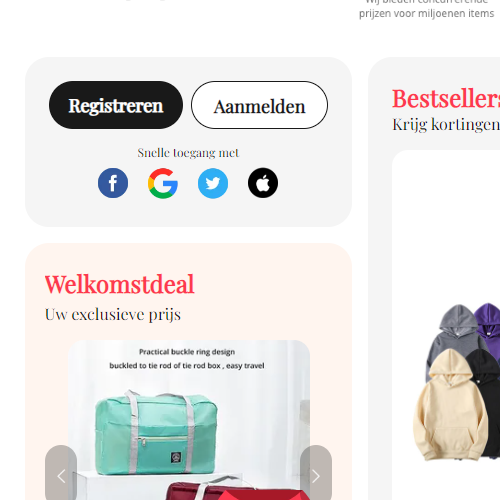 Wij bieden concurrerende
prijzen voor miljoenen items
Registreren
Aanmelden
Snelle toegang met
Welkomstdeal
Uw exclusieve prijs
Practical buckle ring design
buckled to tie rod of tie rod box , easy travel
Bestsellers
Krijg kortingen